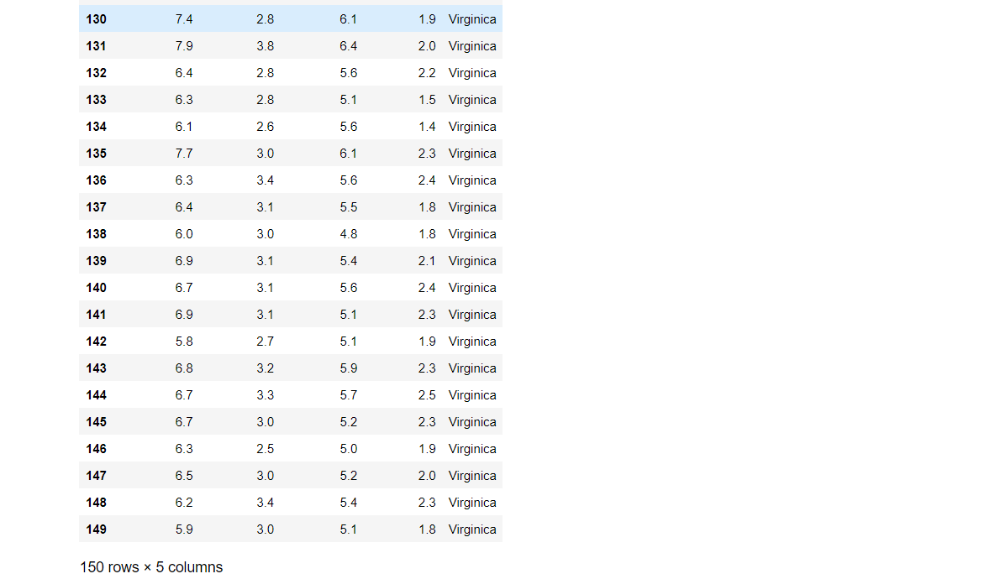 130 7.4 2.8 6.1 1.9 Virginica
131 7.9 3.8 6.4 2.0 Virginica
132 6.4 2.8 5.6 2.2 Virginica
133 6.3 2.8 5.1 1.5 Virginica
134 6.1 2.6 5.6 1.4 Virginica
135 7.7 3.0 6.1 2.3 Virginica
136 6.3 3.4 5.6 2.4 Virginica
137 6.4 3.1 5.5 1.8 Virginica
138 6.0 3.0 4.8 1.8 Virginica
139 6.9 3.1 5.4 2.1 Virginica
140 6.7 3.1 5.6 2.4 Virginica
141 6.9 3.1 5.1 2.3 Virginica
142 5.8 2.7 5.1 1.9 Virginica
143 6.8 3.2 5.9 2.3 Virginica
144 6.7 3.3 5.7 2.5 Virginica
145 6.7 3.0 5.2 2.3 Virginica
146 6.3 2.5 5.0 1.9 Virginica
147 6.5 3.0 5.2 2.0 Virginica
148 6.2 3.4 5.4 2.3 Virginica
149 5.9 3.0 5.1 1.8 Virginica
150 rows × 5 columns